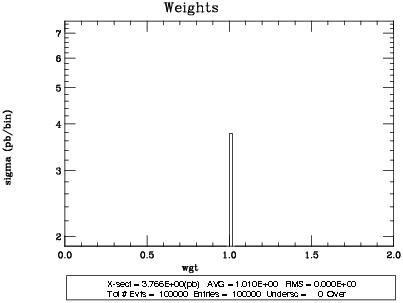 Weights
7
6
5
4
3
2
sigma (pb/bin)
0.0 0.5 1.0 1.5 2.0
wgt
X-sect = 3.766E+00(pb) AVG = 1.010E+00 RMS = 0.000E+00
Tot # Evts = 100000 Entries = 100000 Undersc = 0 Over